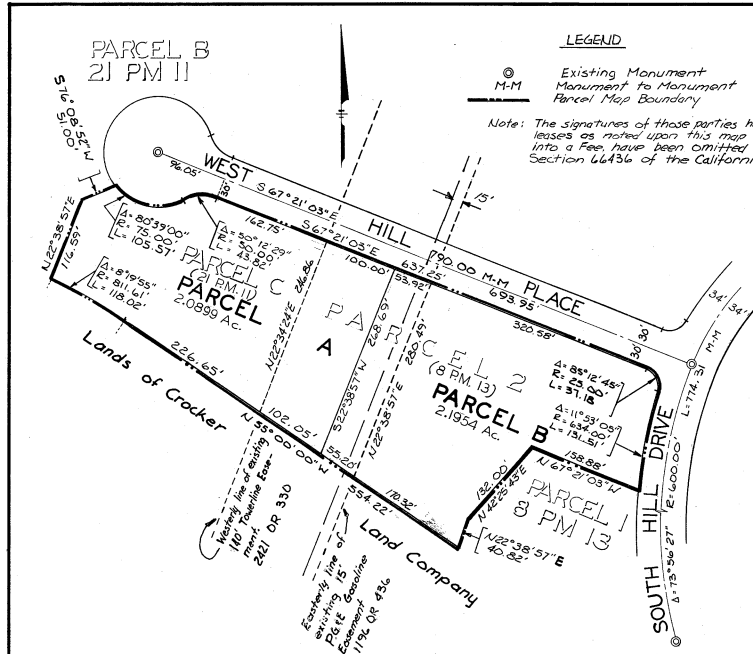 PARCEL B
21 PM 11
LEGEND
Existing Monument
M-M Monument to Monument
Parcel Map Boundary
Note: The signatures of those parties h
leases as noted upon this map
into a Fee, have been omitted
Section 66436 of the Californi
S 76° 08' 52" W
51.00'
96.05'
30'
WEST HILL PLACE
S 67° 21' 03" E
790.00 M-M
15'
N 22° 38' 57" E
116.59'
Δ= 80°39'00"
R= 75.00'
L= 105.57'
Δ= 50°12'29"
R= 50.00'
L= 43.82'
162.75'
S 67° 21' 03" E
637.25'
693.95'
100.00'
53.92'
320.58'
34' 34'
30' 30'
M-M
Δ= 8°19'55"
R= 811.61'
L= 118.02'
PARCEL C
(21 PM 11)
PARCEL
2.0899 Ac.
A
246.86
N 22° 34' 24" E
268.69'
S 22° 38' 57" W
280.49'
N 22° 38' 57" E
PARCEL 2
(8 P.M. 13)
PARCEL B
2.1954 Ac.
Δ= 85°12'45"
R= 25.00'
L= 37.18
Δ= 11°53'05"
R= 634.00'
L= 131.51'
L= 774.31
R= 600.00'
Δ= 73° 56' 27"
SOUTH HILL DRIVE
226.65'
Lands of Crocker
Land Company
102.05'
N 55° 00' 00" W
55.20'
554.22'
170.32'
132.00'
N 42° 25' 43" E
158.88'
N 67° 21' 03" W
PARCEL 1
8 PM 13
N 22° 38' 57" E
40.82'
Westerly line of existing
140' Towerline Ease-
ment.
2421 OR 330
Easterly line of
existing 15'
P.G.& E. Gasoline
Easement
1196 OR 436